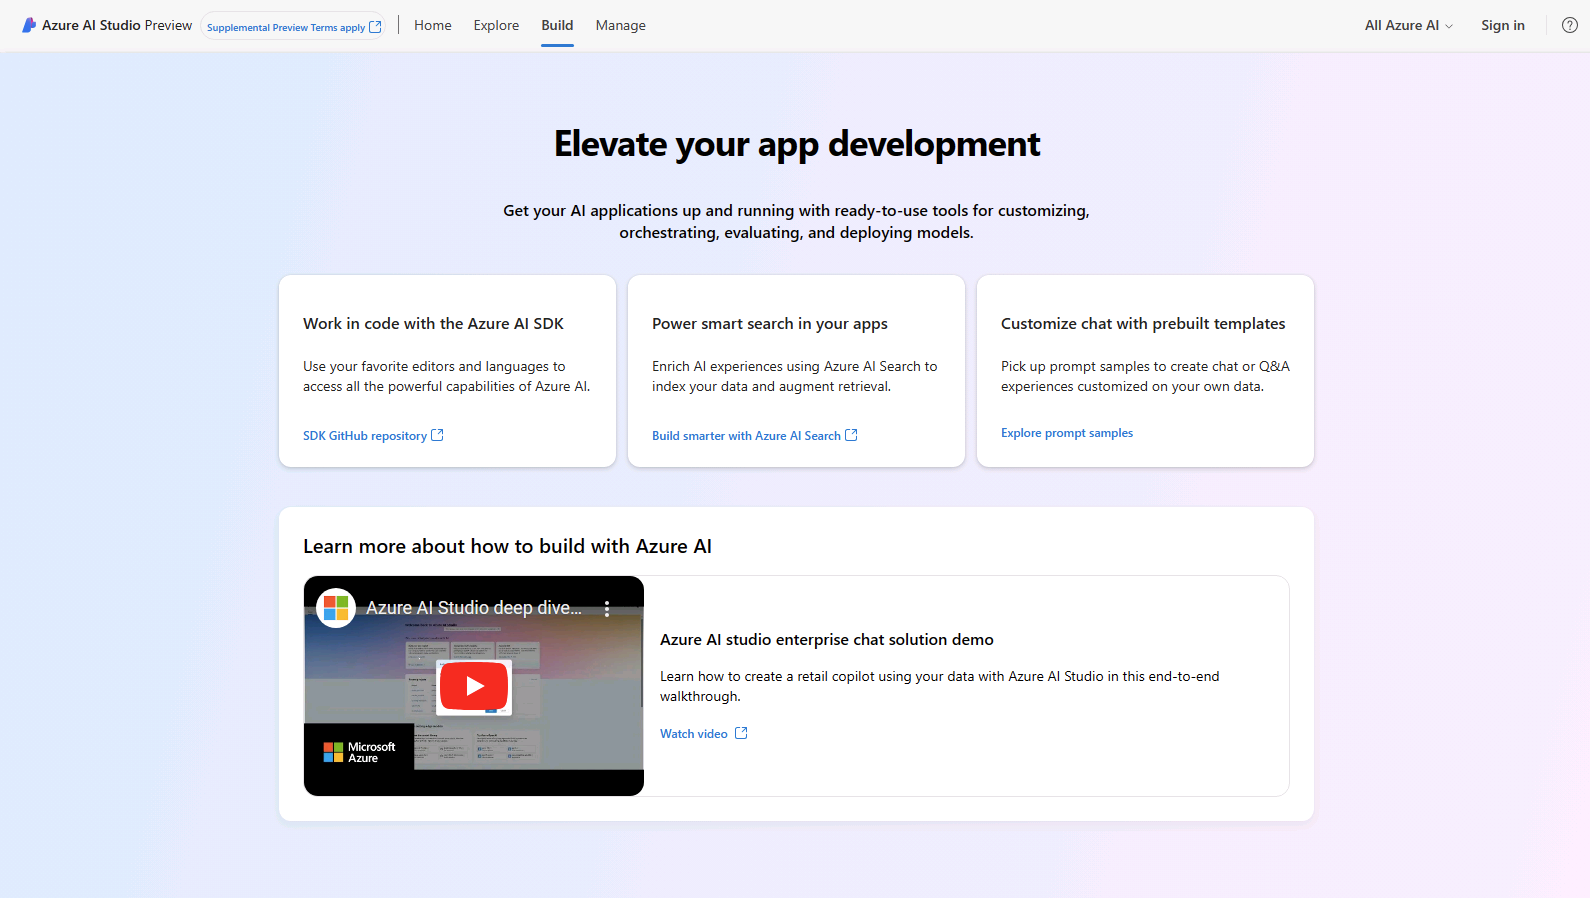 Azure AI Studio Preview
Supplemental Preview Terms apply
Home
Explore
Build
Manage
All Azure AI
Sign in
Elevate your app development
Get your AI applications up and running with ready-to-use tools for customizing,
orchestrating, evaluating, and deploying models.
Work in code with the Azure AI SDK
Use your favorite editors and languages to
access all the powerful capabilities of Azure AI.
SDK GitHub repository
Power smart search in your apps
Enrich AI experiences using Azure AI Search to
index your data and augment retrieval.
Build smarter with Azure AI Search
Customize chat with prebuilt templates
Pick up prompt samples to create chat or Q&A
experiences customized on your own data.
Explore prompt samples
Learn more about how to build with Azure AI
Azure AI Studio deep dive...
Microsoft
Azure
Azure AI studio enterprise chat solution demo
Learn how to create a retail copilot using your data with Azure AI Studio in this end-to-end
walkthrough.
Watch video